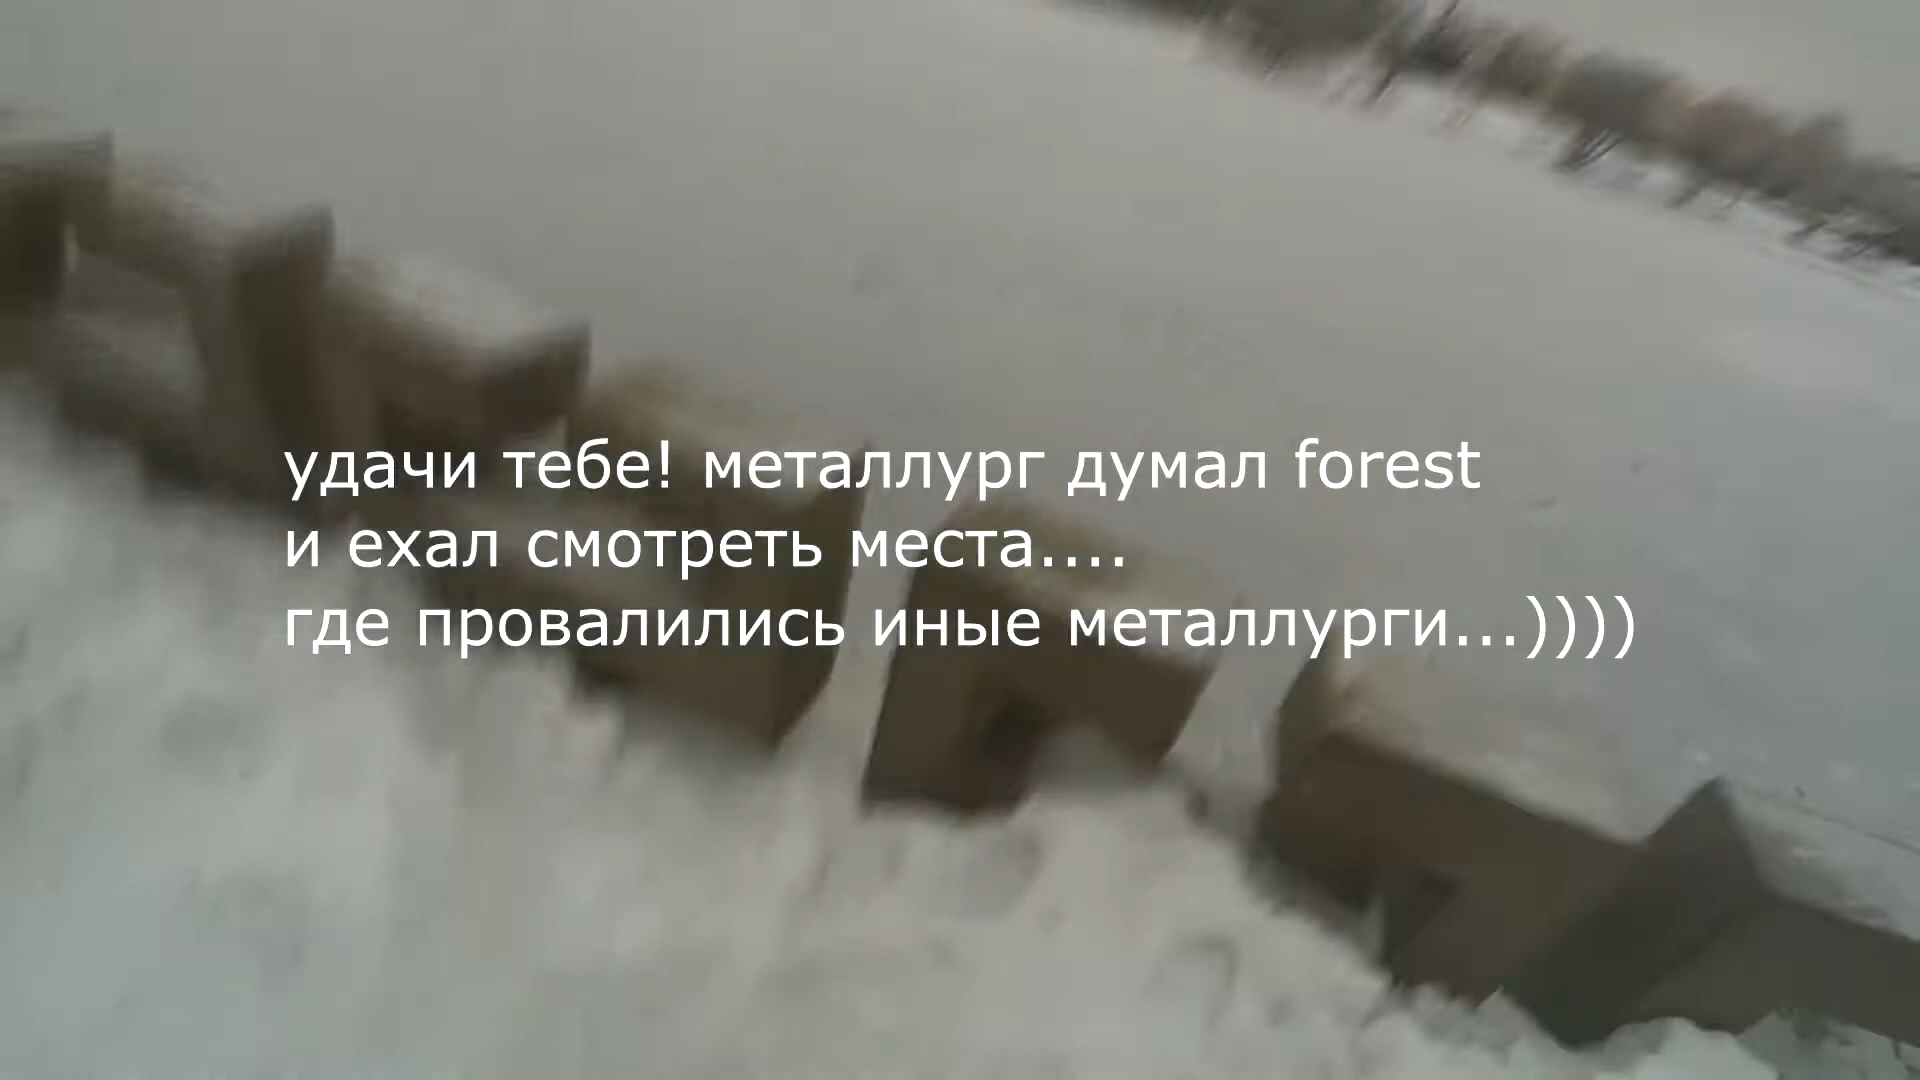 удачи тебе! металлург думал forest
и ехал смотреть места....
где провалились иные металлурги...))))